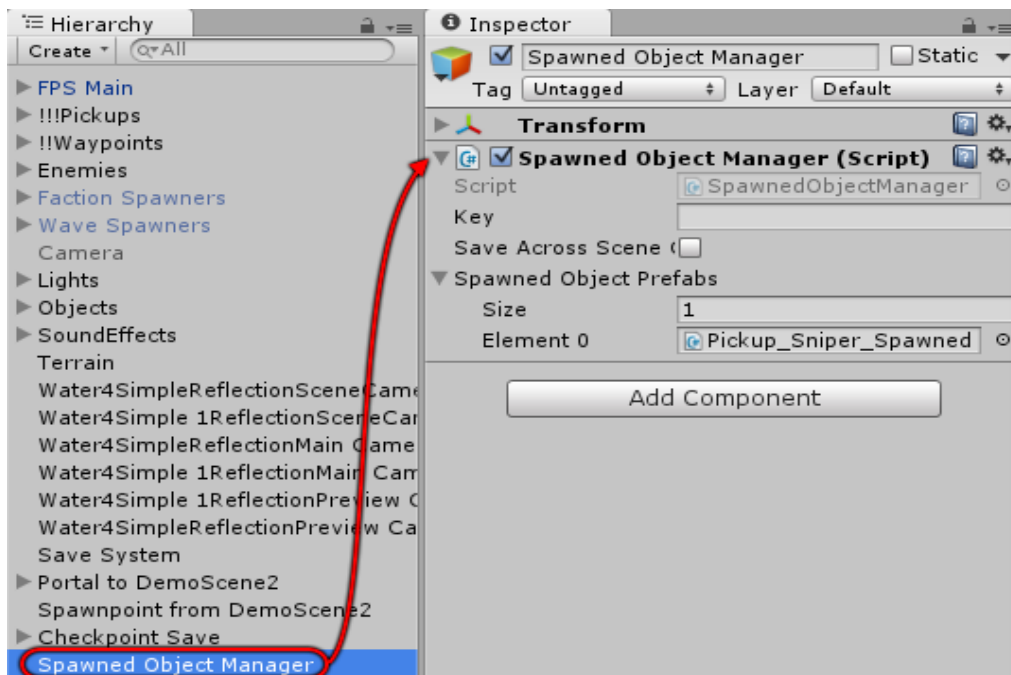 Hierarchy
Create
All
FPS Main
!!!Pickups
!!Waypoints
Enemies
Faction Spawners
Wave Spawners
Camera
Lights
Objects
SoundEffects
Terrain
Water4SimpleReflectionSceneCame
Water4Simple 1ReflectionSceneCar
Water4SimpleReflectionMain Came
Water4Simple 1ReflectionMain Cam
Water4Simple 1ReflectionPreview C
Water4SimpleReflectionPreview Ca
Save System
Portal to DemoScene2
Spawnpoint from DemoScene2
Checkpoint Save
Spawned Object Manager
Inspector
Spawned Object Manager Static
Tag Untagged Layer Default
Transform
Spawned Object Manager (Script)
Script SpawnedObjectManager
Key
Save Across Scene (
Spawned Object Prefabs
Size 1
Element 0 Pickup_Sniper_Spawned
Add Component